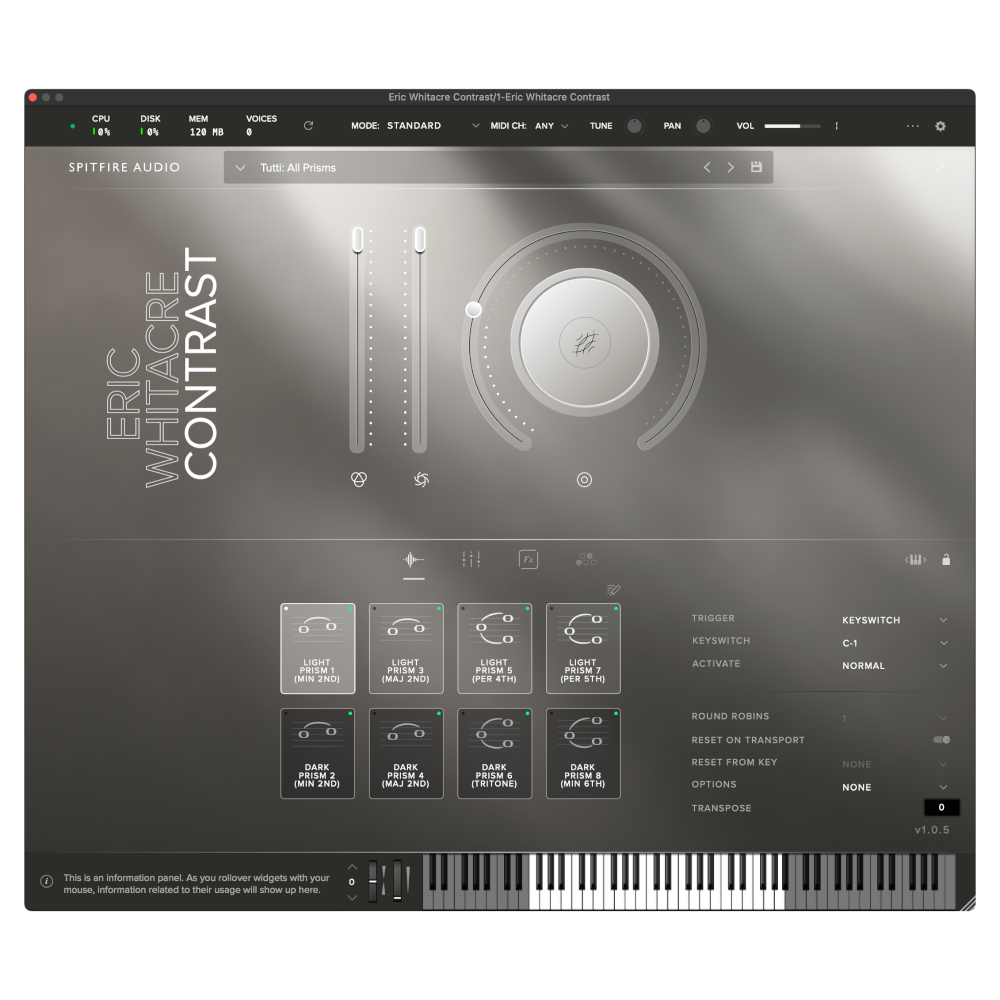 Eric Whitacre Contrast/1-Eric Whitacre Contrast
CPU DISK MEM VOICES
0% 0% 120 MB 0
MODE: STANDARD MIDI CH: ANY TUNE PAN VOL
SPITFIRE AUDIO
Tutti: All Prisms
ERIC
WHITACRE
CONTRAST
Fx
LIGHT
PRISM 1
(MIN 2ND)
LIGHT
PRISM 3
(MAJ 2ND)
LIGHT
PRISM 5
(PER 4TH)
LIGHT
PRISM 7
(PER 5TH)
DARK
PRISM 2
(MIN 2ND)
DARK
PRISM 4
(MAJ 2ND)
DARK
PRISM 6
(TRITONE)
DARK
PRISM 8
(MIN 6TH)
TRIGGER KEYSWITCH
KEYSWITCH C-1
ACTIVATE NORMAL
ROUND ROBINS 1
RESET ON TRANSPORT
RESET FROM KEY NONE
OPTIONS NONE
TRANSPOSE 0
v1.0.5
This is an information panel. As you rollover widgets with your
mouse, information related to their usage will show up here.
0